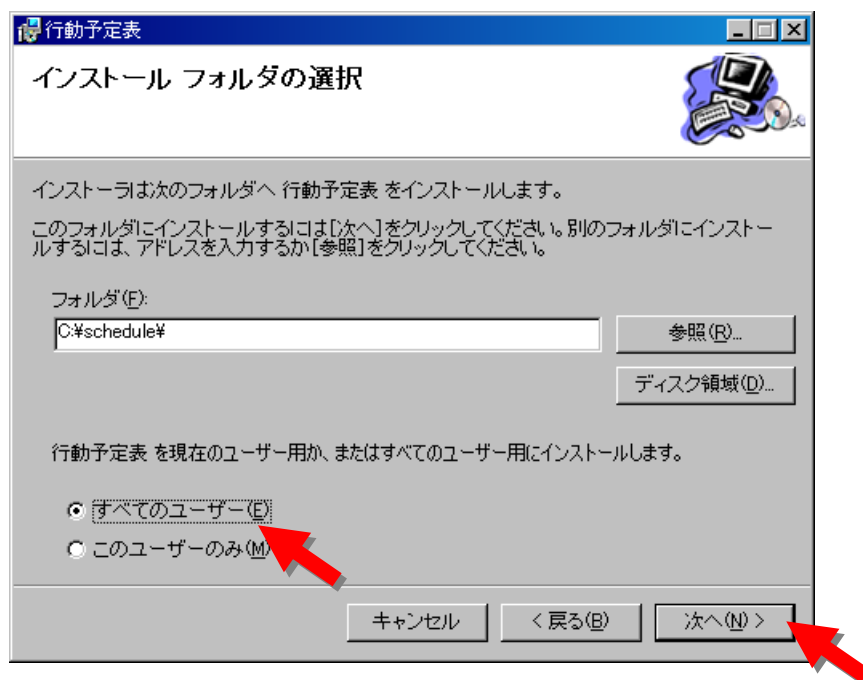 行動予定表
インストール フォルダの選択
インストーラは次のフォルダへ 行動予定表 をインストールします。
このフォルダにインストールするには[次へ]をクリックしてください。別のフォルダにインストー
ルするには、アドレスを入力するか[参照]をクリックしてください。
フォルダ(F):
C:¥schedule¥
参照(R)...
ディスク領域(D)...
行動予定表 を現在のユーザー用か、またはすべてのユーザー用にインストールします。
すべてのユーザー(E)
このユーザーのみ(M)
キャンセル
< 戻る(B)
次へ(N) >